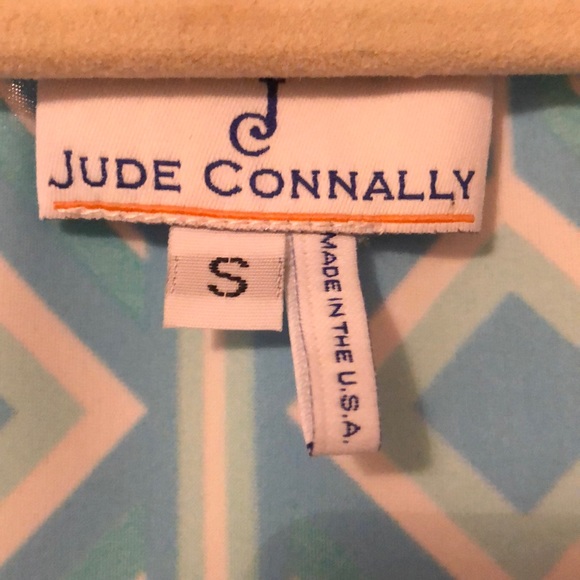 J
JUDE CONNALLY
S
MADE IN THE U.S.A.